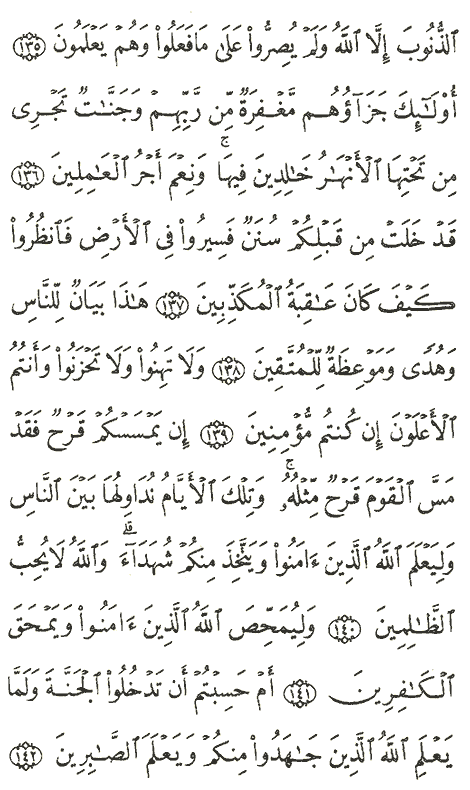 ٱلذُّنُوبَ إِلَّا ٱللَّهُ وَلَمْ يُصِرُّوا۟ عَلَىٰ مَا فَعَلُوا۟ وَهُمْ يَعْلَمُونَ ١٣٥
أُو۟لَٰٓئِكَ جَزَآؤُهُم مَّغْفِرَةٌ مِّن رَّبِّهِمْ وَجَنَّٰتٌ تَجْرِى
مِن تَحْتِهَا ٱلْأَنْهَٰرُ خَٰلِدِينَ فِيهَا ۚ وَنِعْمَ أَجْرُ ٱلْعَٰمِلِينَ ١٣٦
قَدْ خَلَتْ مِن قَبْلِكُمْ سُنَنٌ فَسِيرُوا۟ فِى ٱلْأَرْضِ فَٱنظُرُوا۟
كَيْفَ كَانَ عَٰقِبَةُ ٱلْمُكَذِّبِينَ ١٣٧ هَٰذَا بَيَانٌ لِّلنَّاسِ
وَهُدًى وَمَوْعِظَةٌ لِّلْمُتَّقِينَ ١٣٨ وَلَا تَهِنُوا۟ وَلَا تَحْزَنُوا۟ وَأَنتُمُ
ٱلْأَعْلَوْنَ إِن كُنتُم مُّؤْمِنِينَ ١٣٩ إِن يَمْسَسْكُمْ قَرْحٌ فَقَدْ
مَسَّ ٱلْقَوْمَ قَرْحٌ مِّثْلُهُۥ ۚ وَتِلْكَ ٱلْأَيَّامُ نُدَاوِلُهَا بَيْنَ ٱلنَّاسِ
وَلِيَعْلَمَ ٱللَّهُ ٱلَّذِينَ ءَامَنُوا۟ وَيَتَّخِذَ مِنكُمْ شُهَدَآءَ ۗ وَٱللَّهُ لَا يُحِبُّ
ٱلظَّٰلِمِينَ ١٤٠ وَلِيُمَحِّصَ ٱللَّهُ ٱلَّذِينَ ءَامَنُوا۟ وَيَمْحَقَ
ٱلْكَٰفِرِينَ ١٤١ أَمْ حَسِبْتُمْ أَن تَدْخُلُوا۟ ٱلْجَنَّةَ وَلَمَّا
يَعْلَمِ ٱللَّهُ ٱلَّذِينَ جَٰهَدُوا۟ مِنكُمْ وَيَعْلَمَ ٱلصَّٰبِرِينَ ١٤٢